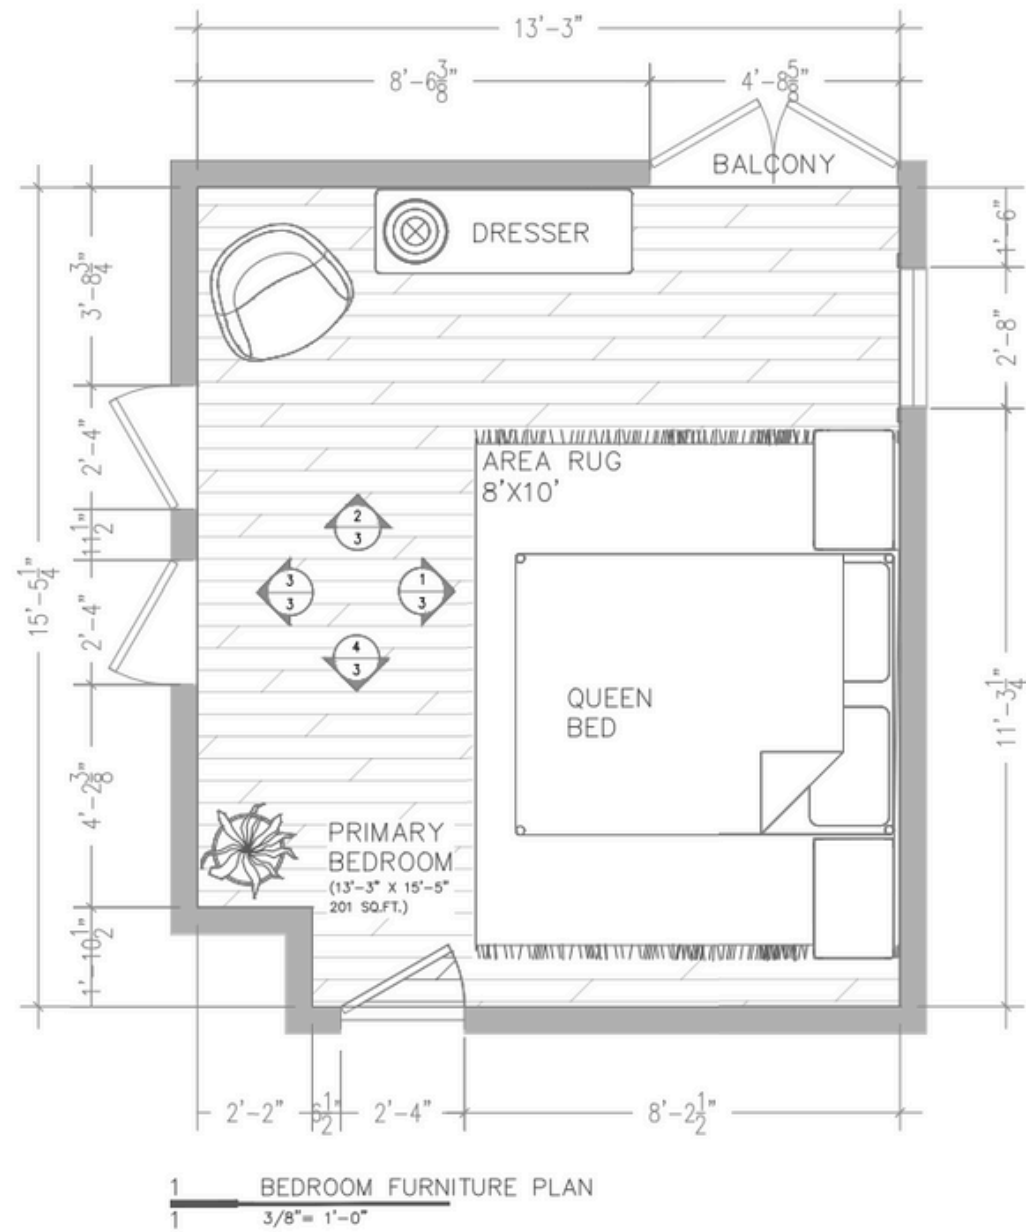 13'-3"
8'-6 3/8"
4'-8 5/8"
BALCONY
DRESSER
3'-8 3/4"
1'-6"
2'-8"
2'-4"
AREA RUG
8'X10'
11 1/2"
2
3
3
3
1
3
4
3
15'-5 1/4"
2'-4"
QUEEN
BED
11'-3 1/4"
4'-2 3/8"
PRIMARY
BEDROOM
(13'-3" X 15'-5"
201 SQ.FT.)
1'-10 1/2"
2'-2"
6 1/2"
2'-4"
8'-2 1/2"
1
BEDROOM FURNITURE PLAN
1
3/8"= 1'-0"